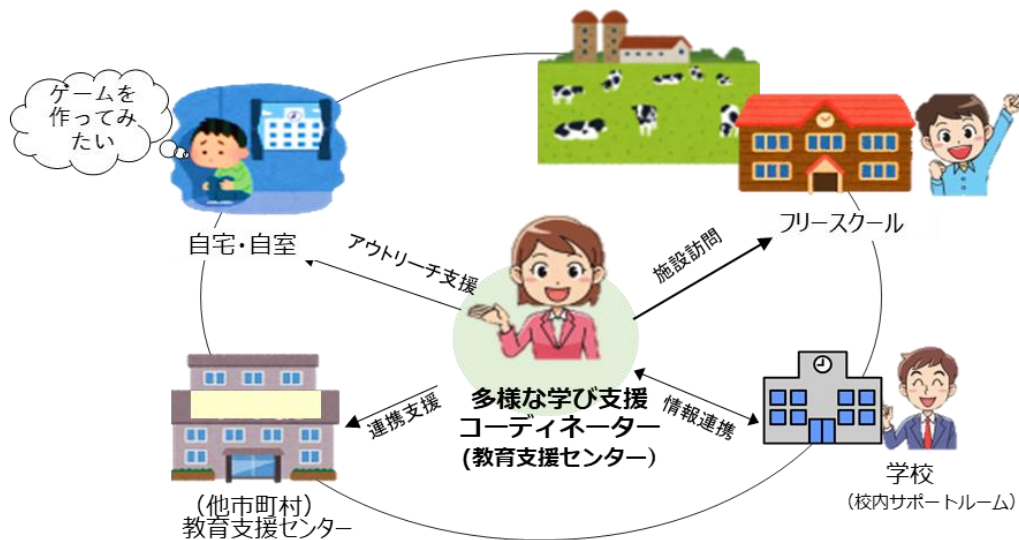 ゲームを
作ってみ
たい
自宅・自室
フリースクール
アウトリーチ支援
施設訪問
多様な学び支援
コーディネーター
(教育支援センター）
連携支援
情報連携
（他市町村）
教育支援センター
学校
（校内サポートルーム）